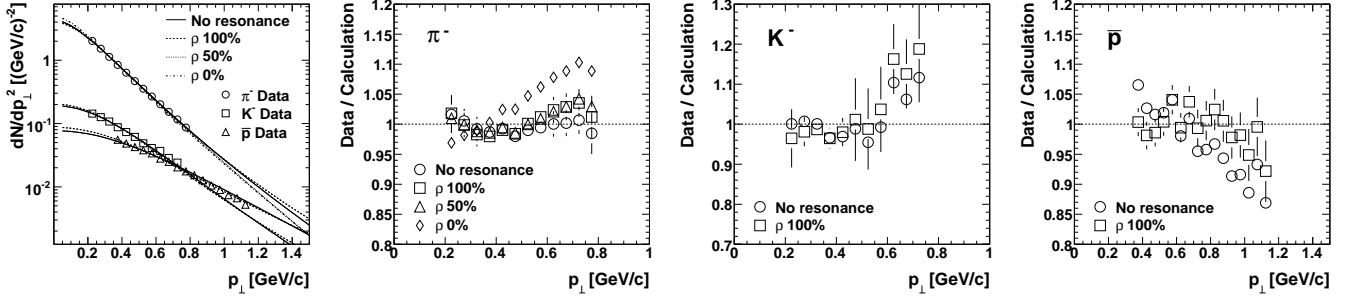 dN/dp⊥² [(GeV/c)⁻²]
1
10⁻¹
10⁻²
No resonance
ρ 100%
ρ 50%
ρ 0%
π⁻ Data
K⁻ Data
p̅ Data
0.2 0.4 0.6 0.8 1 1.2 1.4
p⊥ [GeV/c]
Data / Calculation
1.2
1.15
1.1
1.05
1
0.95
0.9
0.85
0.8
π⁻
No resonance
ρ 100%
ρ 50%
ρ 0%
0 0.2 0.4 0.6 0.8 1
p⊥ [GeV/c]
Data / Calculation
1.3
1.2
1.1
1
0.9
0.8
0.7
K⁻
No resonance
ρ 100%
0 0.2 0.4 0.6 0.8 1
p⊥ [GeV/c]
Data / Calculation
1.2
1.15
1.1
1.05
1
0.95
0.9
0.85
0.8
p̅
No resonance
ρ 100%
0 0.2 0.4 0.6 0.8 1 1.2 1.4
p⊥ [GeV/c]